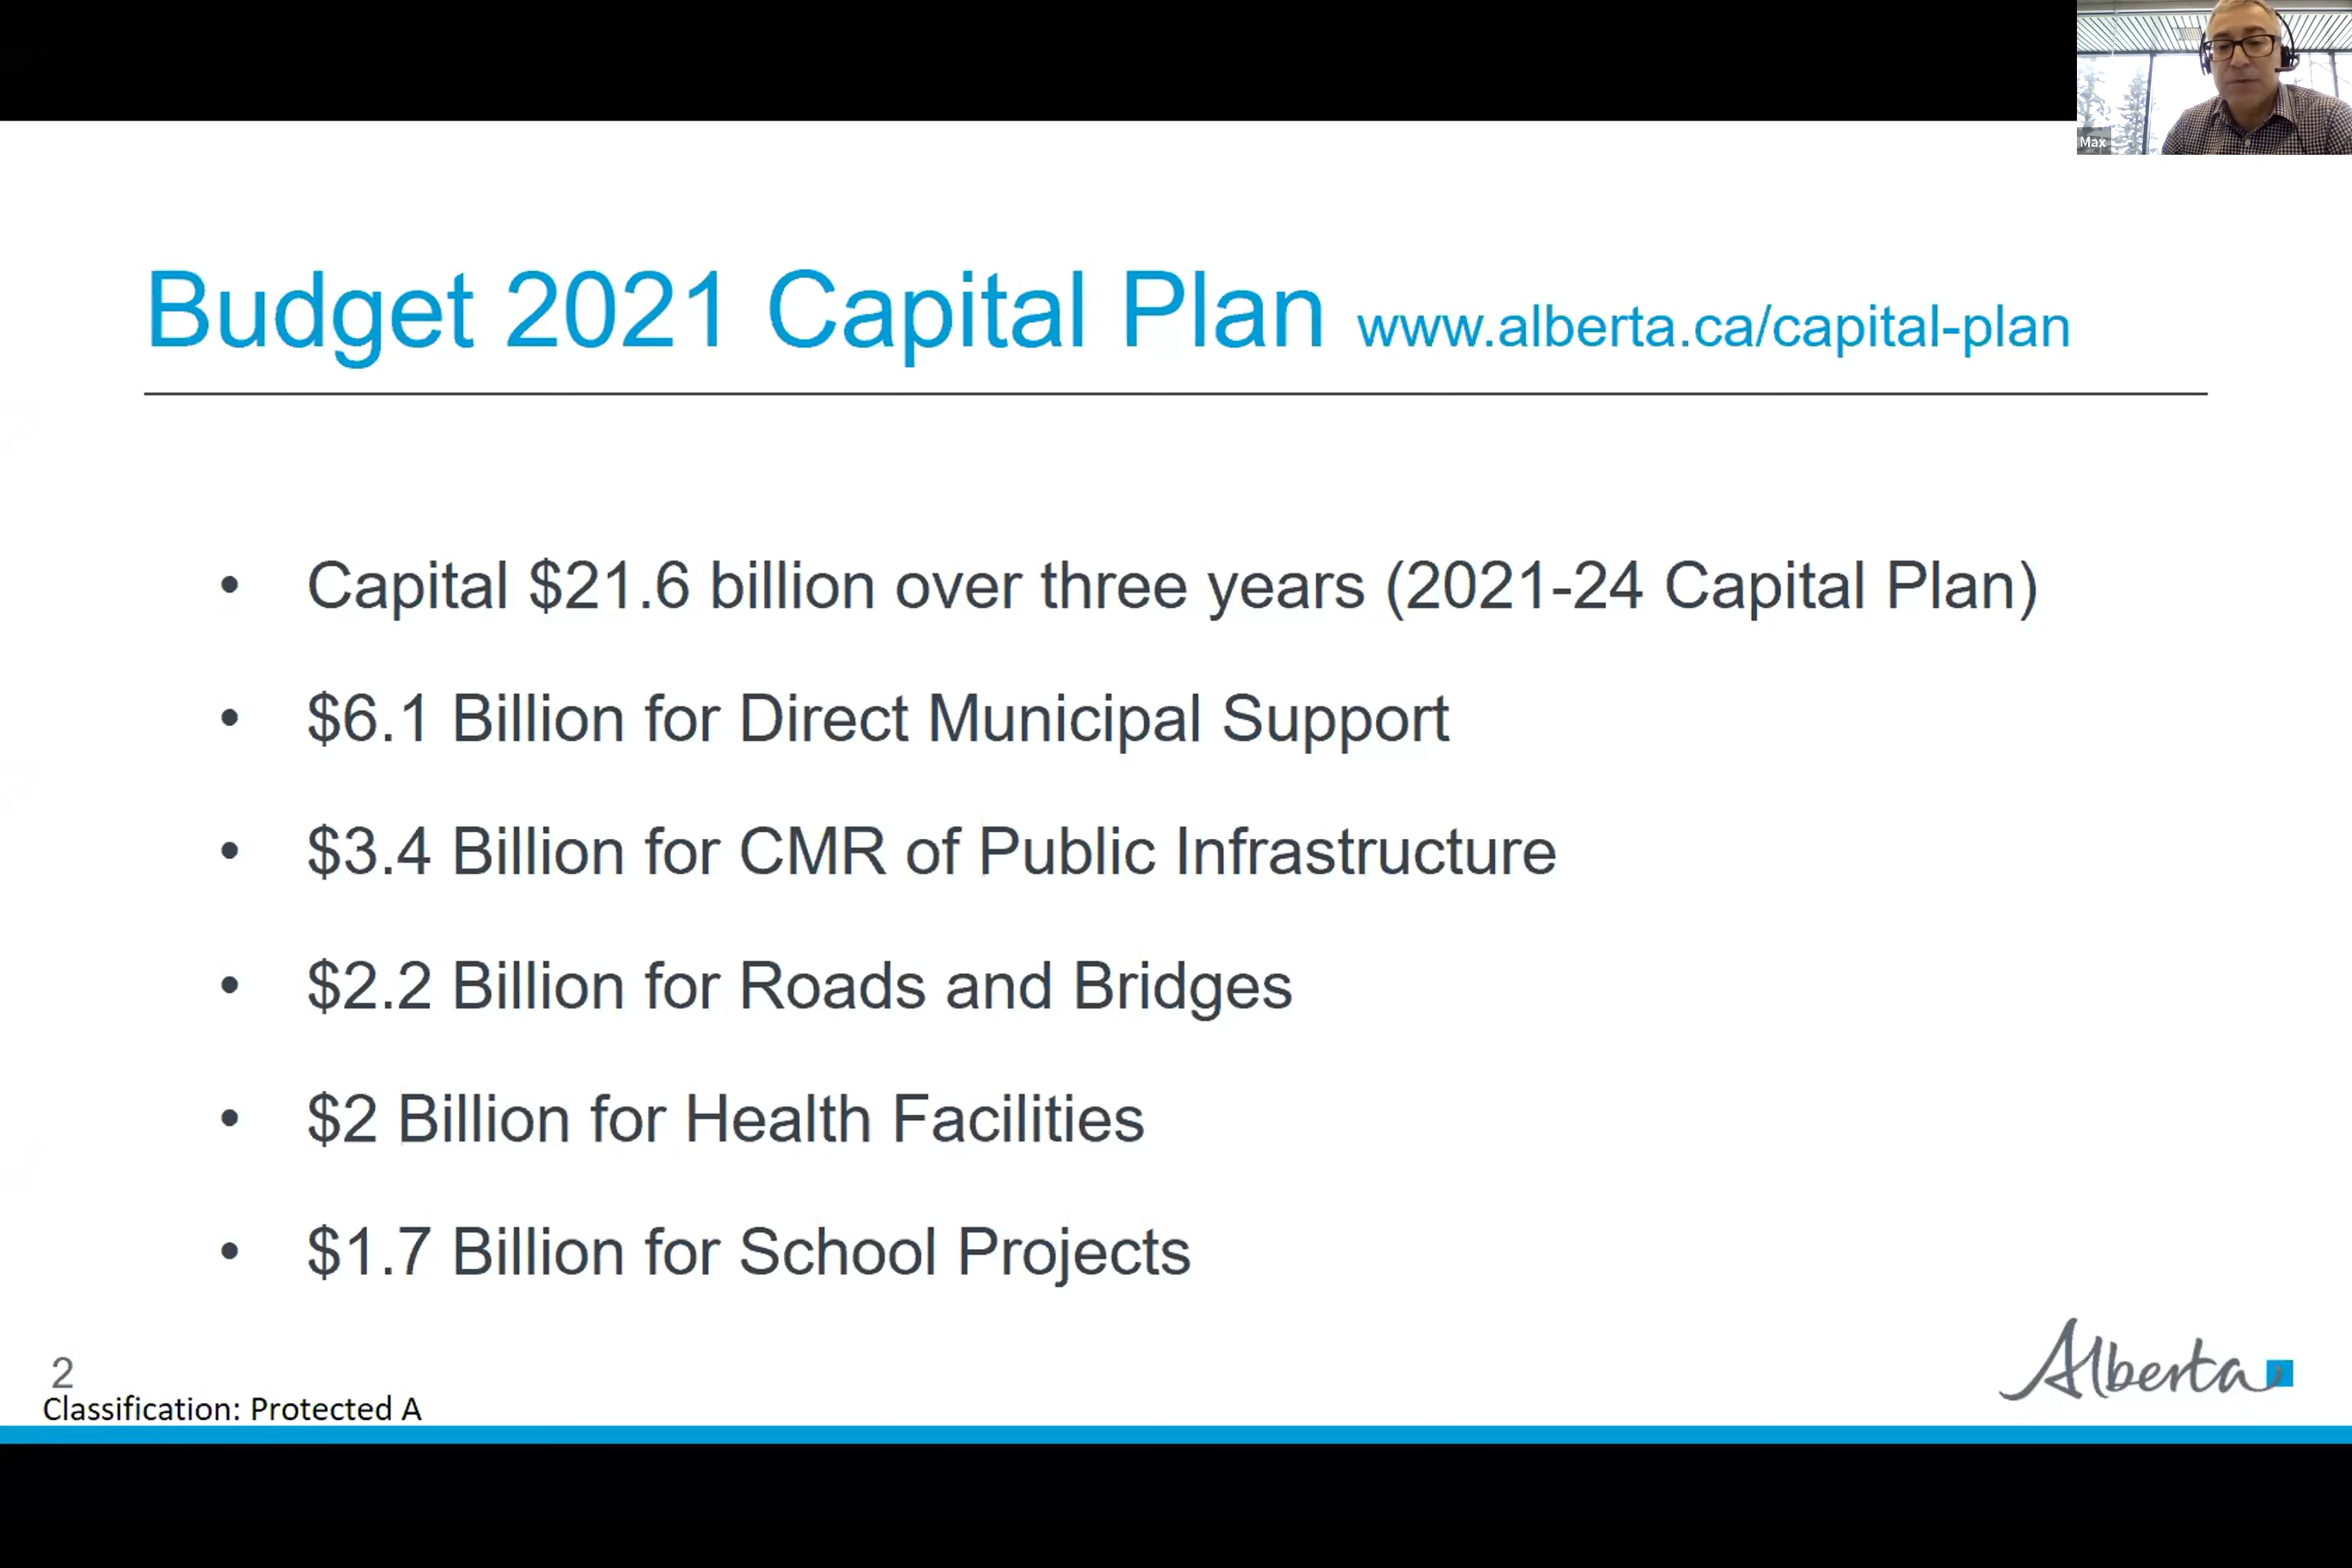 Max
Budget 2021 Capital Plan www.alberta.ca/capital-plan
• Capital $21.6 billion over three years (2021-24 Capital Plan)
• $6.1 Billion for Direct Municipal Support
• $3.4 Billion for CMR of Public Infrastructure
• $2.2 Billion for Roads and Bridges
• $2 Billion for Health Facilities
• $1.7 Billion for School Projects
2
Classification: Protected A
Alberta